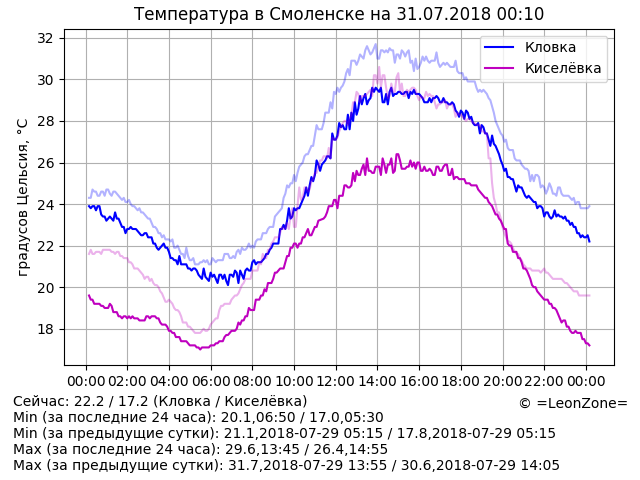 Температура в Смоленске на 31.07.2018 00:10
Кловка
Киселёвка
градусов Цельсия, °C
32
30
28
26
24
22
20
18
00:00 02:00 04:00 06:00 08:00 10:00 12:00 14:00 16:00 18:00 20:00 22:00 00:00
Сейчас: 22.2 / 17.2 (Кловка / Киселёвка)
© =LeonZone=
Min (за последние 24 часа): 20.1,06:50 / 17.0,05:30
Min (за предыдущие сутки): 21.1,2018-07-29 05:15 / 17.8,2018-07-29 05:15
Max (за последние 24 часа): 29.6,13:45 / 26.4,14:55
Max (за предыдущие сутки): 31.7,2018-07-29 13:55 / 30.6,2018-07-29 14:05